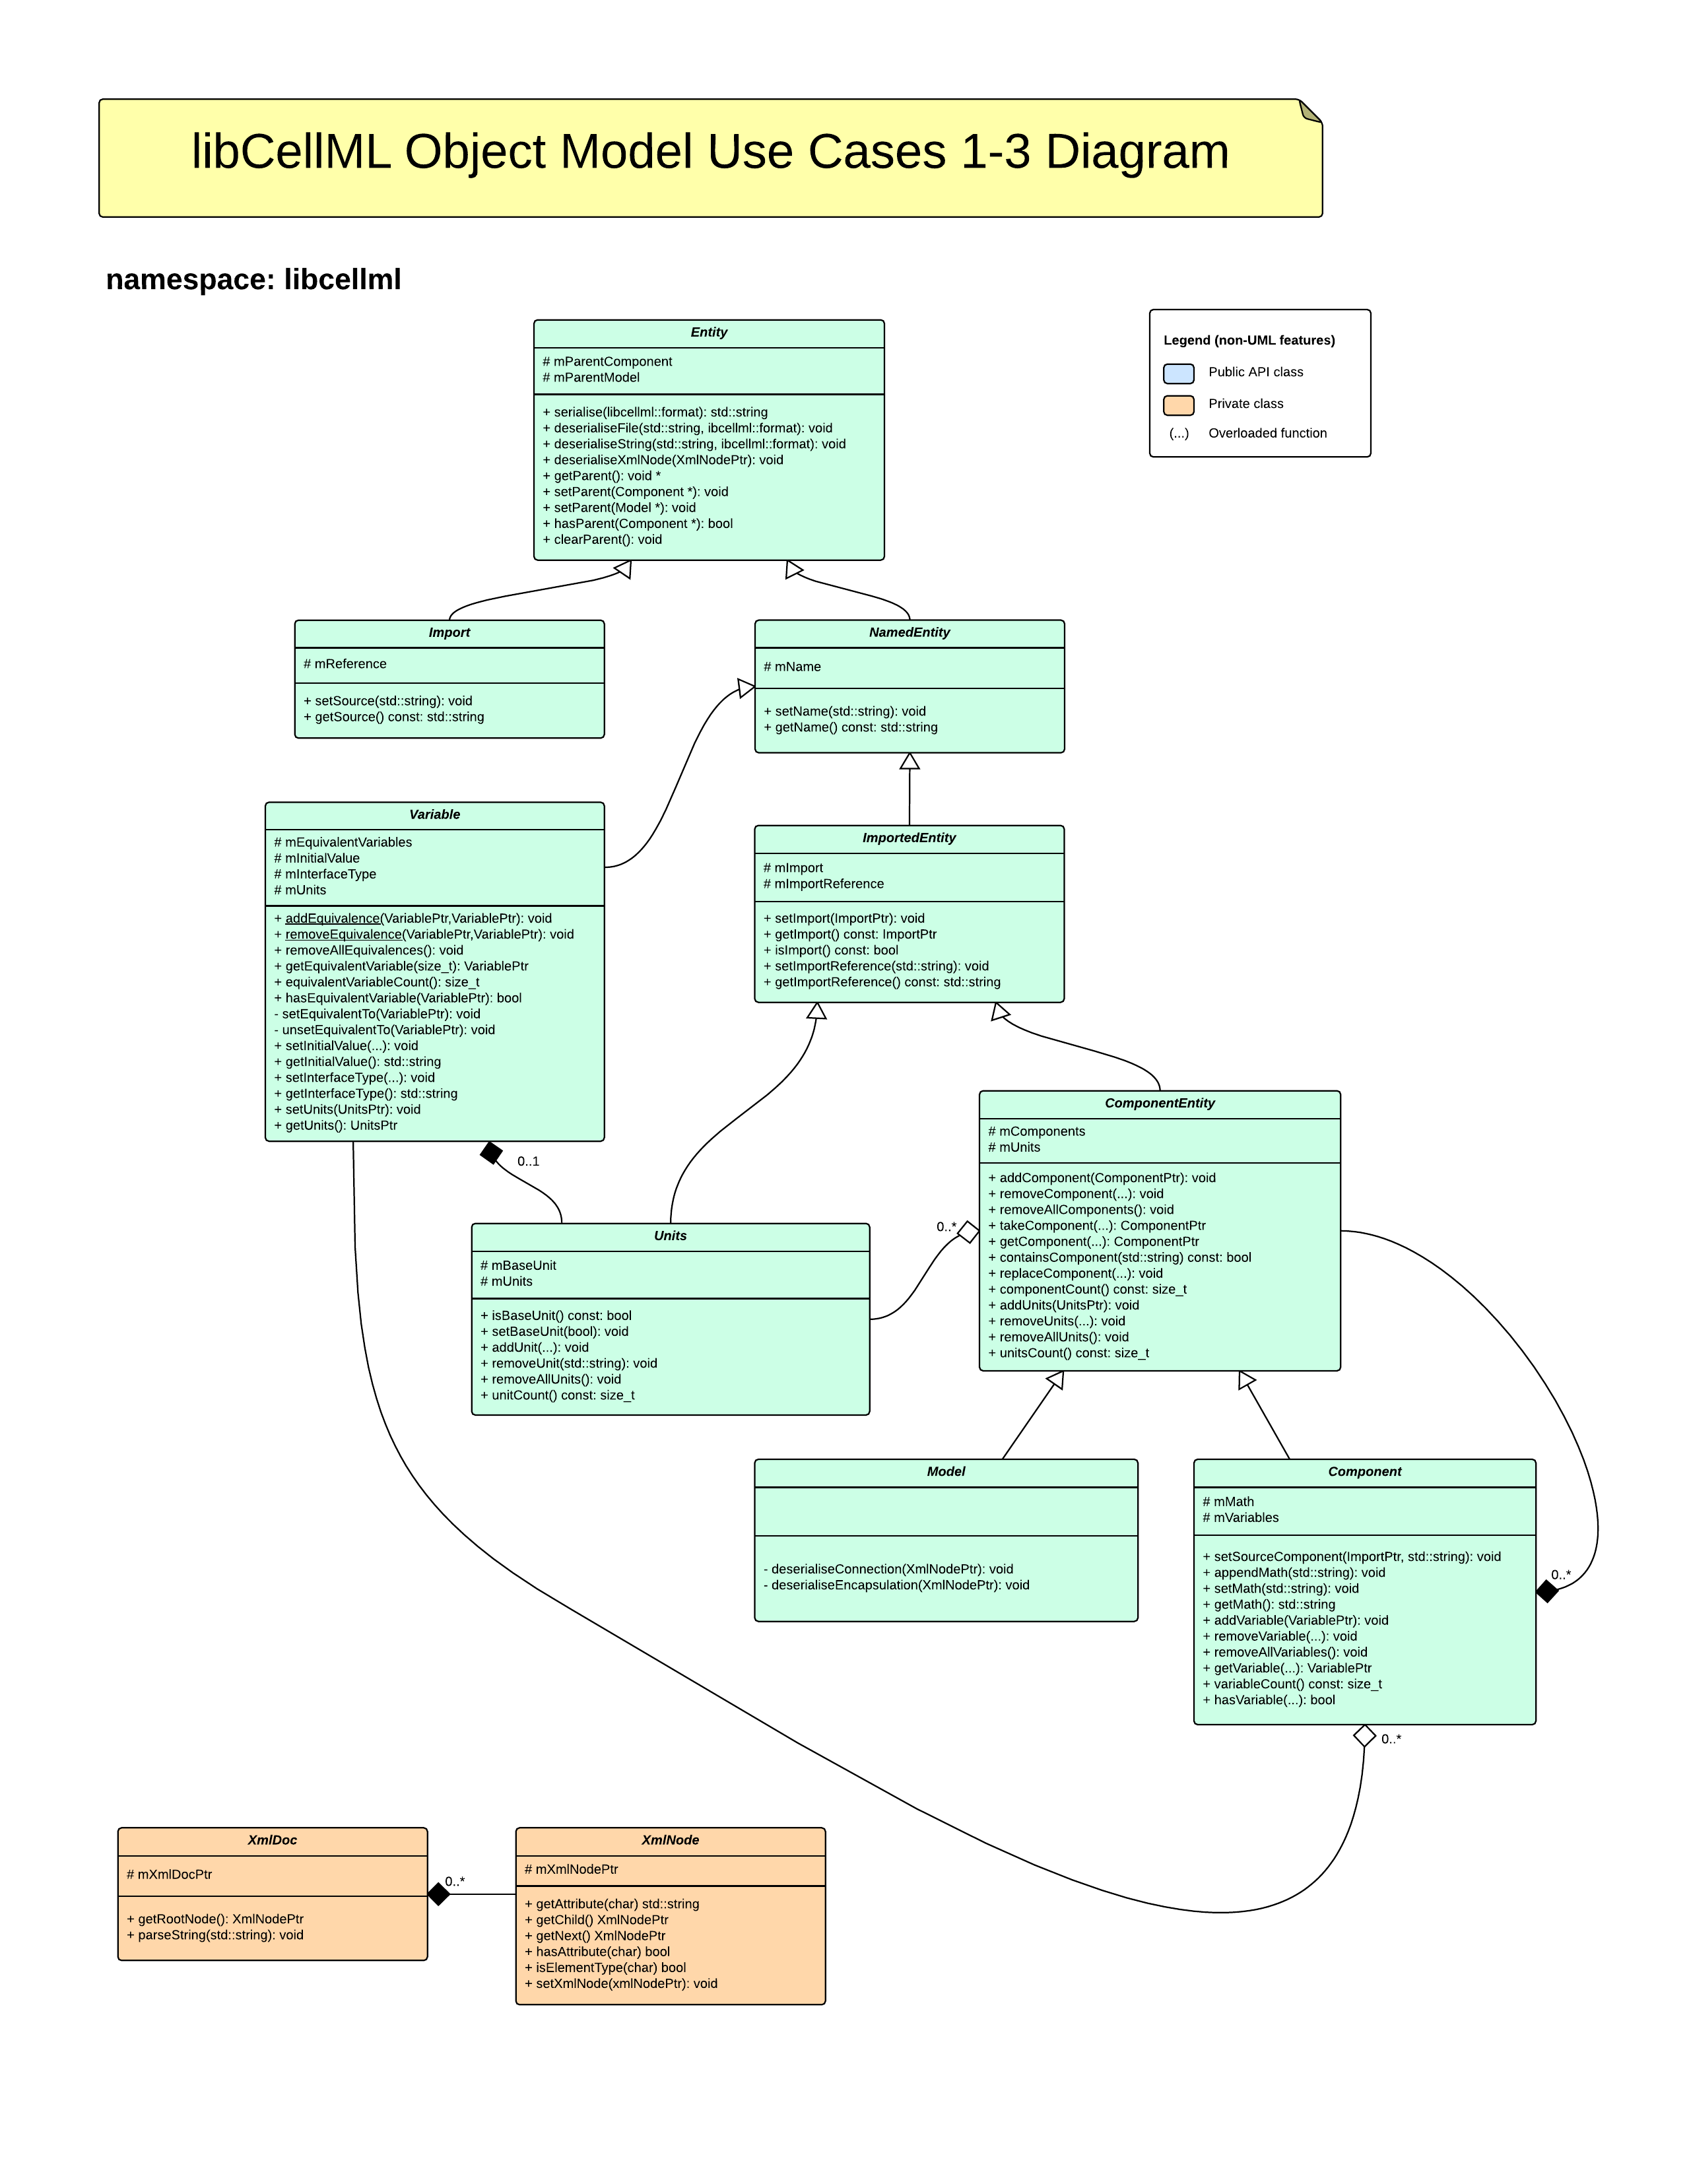 libCellML Object Model Use Cases 1-3 Diagram
namespace: libcellml
Legend (non-UML features)
Public API class
Private class
(...) Overloaded function
Entity
# mParentComponent
# mParentModel
+ serialise(libcellml::format): std::string
+ deserialiseFile(std::string, ibcellml::format): void
+ deserialiseString(std::string, ibcellml::format): void
+ deserialiseXmlNode(XmlNodePtr): void
+ getParent(): void *
+ setParent(Component *): void
+ setParent(Model *): void
+ hasParent(Component *): bool
+ clearParent(): void
Import
# mReference
+ setSource(std::string): void
+ getSource() const: std::string
NamedEntity
# mName
+ setName(std::string): void
+ getName() const: std::string
Variable
# mEquivalentVariables
# mInitialValue
# mInterfaceType
# mUnits
+ addEquivalence(VariablePtr,VariablePtr): void
+ removeEquivalence(VariablePtr,VariablePtr): void
+ removeAllEquivalences(): void
+ getEquivalentVariable(size_t): VariablePtr
+ equivalentVariableCount(): size_t
+ hasEquivalentVariable(VariablePtr): bool
- setEquivalentTo(VariablePtr): void
- unsetEquivalentTo(VariablePtr): void
+ setInitialValue(...): void
+ getInitialValue(): std::string
+ setInterfaceType(...): void
+ getInterfaceType(): std::string
+ setUnits(UnitsPtr): void
+ getUnits(): UnitsPtr
0..1
ImportedEntity
# mImport
# mImportReference
+ setImport(ImportPtr): void
+ getImport() const: ImportPtr
+ isImport() const: bool
+ setImportReference(std::string): void
+ getImportReference() const: std::string
Units
# mBaseUnit
# mUnits
+ isBaseUnit() const: bool
+ setBaseUnit(bool): void
+ addUnit(...): void
+ removeUnit(std::string): void
+ removeAllUnits(): void
+ unitCount() const: size_t
0..*
ComponentEntity
# mComponents
# mUnits
+ addComponent(ComponentPtr): void
+ removeComponent(...): void
+ removeAllComponents(): void
+ takeComponent(...): ComponentPtr
+ getComponent(...): ComponentPtr
+ containsComponent(std::string) const: bool
+ replaceComponent(...): void
+ componentCount() const: size_t
+ addUnits(UnitsPtr): void
+ removeUnits(...): void
+ removeAllUnits(): void
+ unitsCount() const: size_t
Model
- deserialiseConnection(XmlNodePtr): void
- deserialiseEncapsulation(XmlNodePtr): void
Component
# mMath
# mVariables
+ setSourceComponent(ImportPtr, std::string): void
+ appendMath(std::string): void
+ setMath(std::string): void
+ getMath(): std::string
+ addVariable(VariablePtr): void
+ removeVariable(...): void
+ removeAllVariables(): void
+ getVariable(...): VariablePtr
+ variableCount() const: size_t
+ hasVariable(...): bool
0..*
0..*
XmlDoc
# mXmlDocPtr
+ getRootNode(): XmlNodePtr
+ parseString(std::string): void
0..*
XmlNode
# mXmlNodePtr
+ getAttribute(char) std::string
+ getChild() XmlNodePtr
+ getNext() XmlNodePtr
+ hasAttribute(char) bool
+ isElementType(char) bool
+ setXmlNode(xmlNodePtr): void